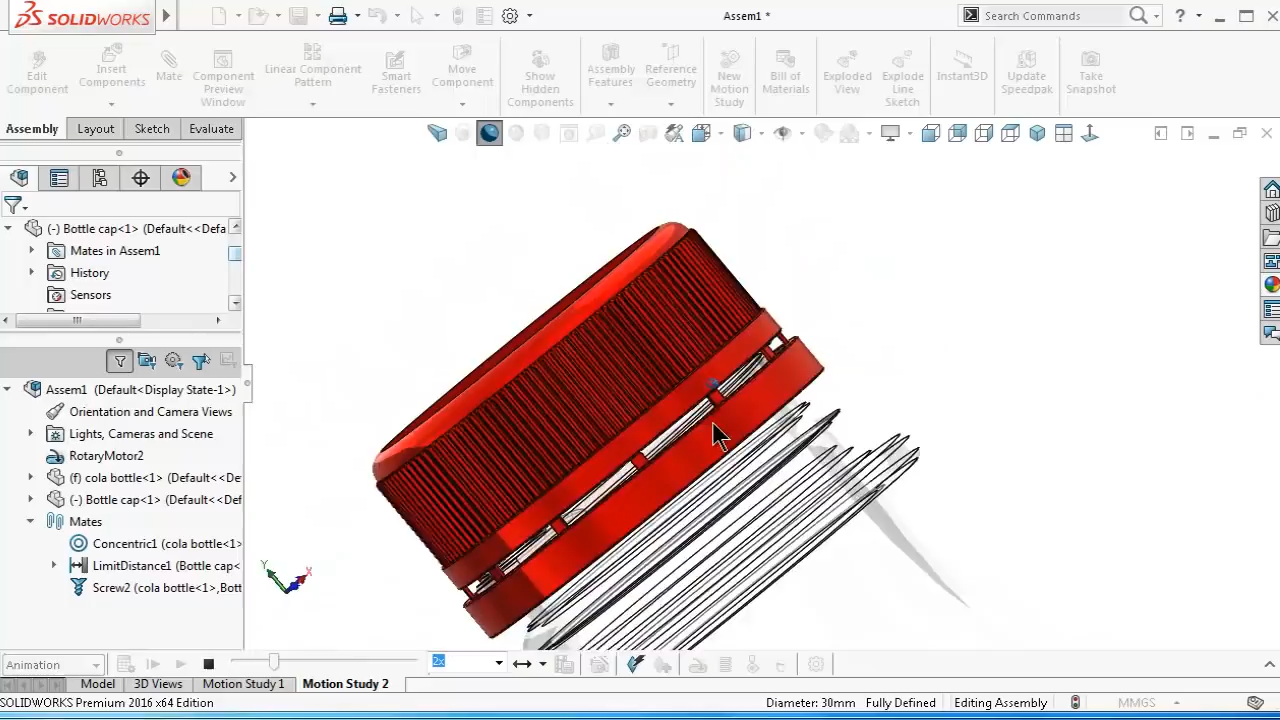 SOLIDWORKS
Assem1 *
Search Commands
?
Edit Component
Insert Components
Mate
Component Preview Window
Linear Component Pattern
Smart Fasteners
Move Component
Show Hidden Components
Assembly Features
Reference Geometry
New Motion Study
Bill of Materials
Exploded View
Explode Line Sketch
Instant3D
Update Speedpak
Take Snapshot
Assembly
Layout
Sketch
Evaluate
(-) Bottle cap<1> (Default<<Defa
Mates in Assem1
History
Sensors
Assem1 (Default<Display State-1>)
Orientation and Camera Views
Lights, Cameras and Scene
RotaryMotor2
(f) cola bottle<1> (Default<<De
(-) Bottle cap<1> (Default<<Def
Mates
Concentric1 (cola bottle<1>
LimitDistance1 (Bottle cap<
Screw2 (cola bottle<1>,Bott
Y
X
Animation
2x
Model
3D Views
Motion Study 1
Motion Study 2
SOLIDWORKS Premium 2016 x64 Edition
Diameter: 30mm
Fully Defined
Editing Assembly
MMGS